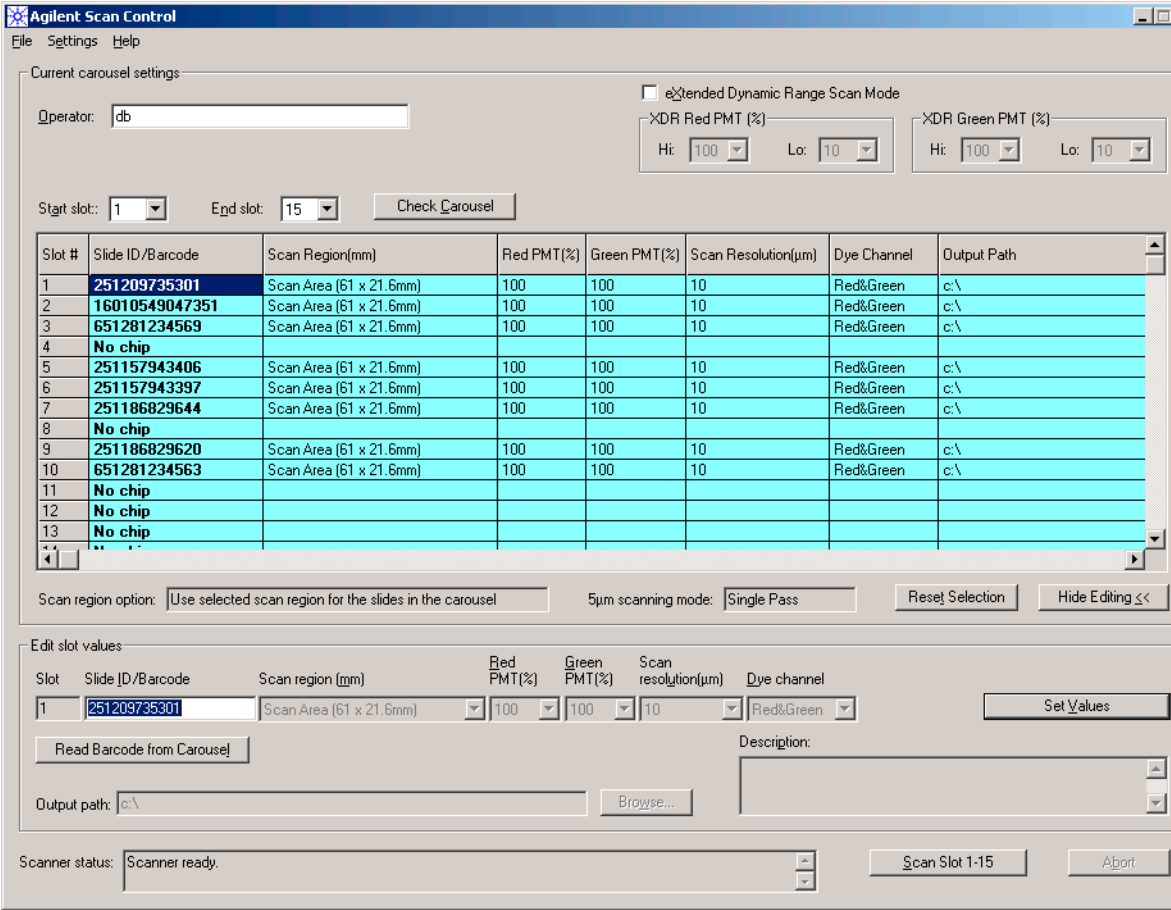 Agilent Scan Control
File Settings Help
Current carousel settings
eXtended Dynamic Range Scan Mode
Operator: db
XDR Red PMT (%) XDR Green PMT (%)
Hi: 100 Lo: 10 Hi: 100 Lo: 10
Start slot:: 1 End slot: 15 Check Carousel
Slot # Slide ID/Barcode Scan Region(mm) Red PMT(%) Green PMT(%) Scan Resolution(µm) Dye Channel Output Path
1 251209735301 Scan Area (61 x 21.6mm) 100 100 10 Red&Green c:\
2 16010549047351 Scan Area (61 x 21.6mm) 100 100 10 Red&Green c:\
3 651281234569 Scan Area (61 x 21.6mm) 100 100 10 Red&Green c:\
4 No chip
5 251157943406 Scan Area (61 x 21.6mm) 100 100 10 Red&Green c:\
6 251157943397 Scan Area (61 x 21.6mm) 100 100 10 Red&Green c:\
7 251186829644 Scan Area (61 x 21.6mm) 100 100 10 Red&Green c:\
8 No chip
9 251186829620 Scan Area (61 x 21.6mm) 100 100 10 Red&Green c:\
10 651281234563 Scan Area (61 x 21.6mm) 100 100 10 Red&Green c:\
11 No chip
12 No chip
13 No chip
Scan region option: Use selected scan region for the slides in the carousel 5µm scanning mode: Single Pass Reset Selection Hide Editing <<
Edit slot values
Slot Slide ID/Barcode Scan region (mm) Red PMT(%) Green PMT(%) Scan resolution(µm) Dye channel
1 251209735301 Scan Area (61 x 21.6mm) 100 100 10 Red&Green Set Values
Read Barcode from Carousel Description:
Output path: c:\ Browse...
Scanner status: Scanner ready. Scan Slot 1-15 Abort